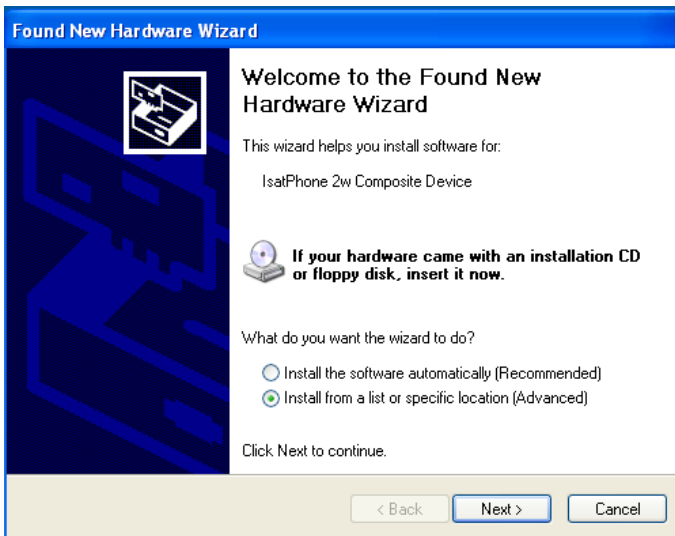 Found New Hardware Wizard
Welcome to the Found New
Hardware Wizard
This wizard helps you install software for:
IsatPhone 2w Composite Device
If your hardware came with an installation CD
or floppy disk, insert it now.
What do you want the wizard to do?
Install the software automatically (Recommended)
Install from a list or specific location (Advanced)
Click Next to continue.
< Back Next > Cancel